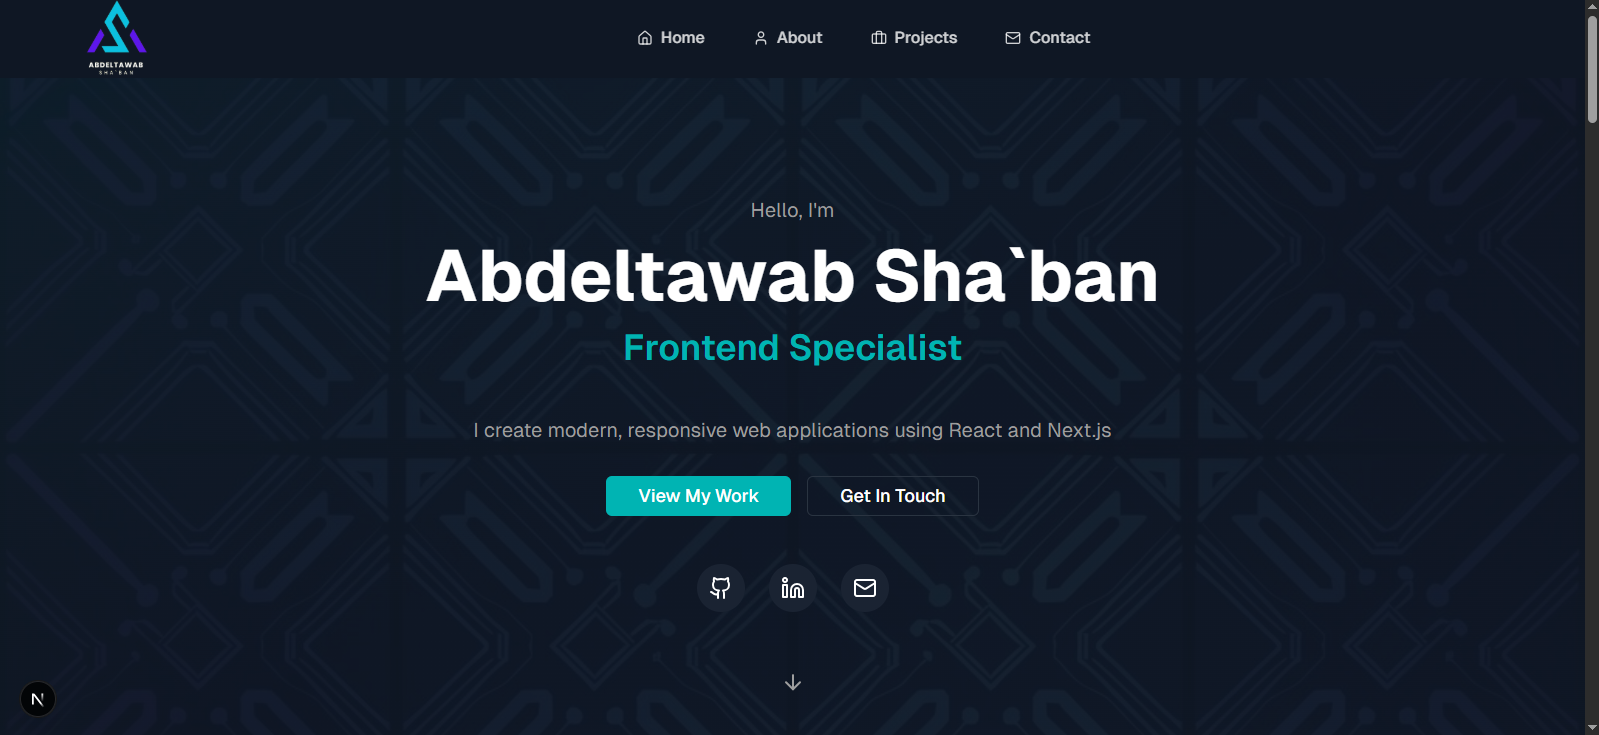 ABDELTAWAB
SHA`BAN
Home
About
Projects
Contact
Hello, I'm
Abdeltawab Sha`ban
Frontend Specialist
I create modern, responsive web applications using React and Next.js
View My Work
Get In Touch
in
N